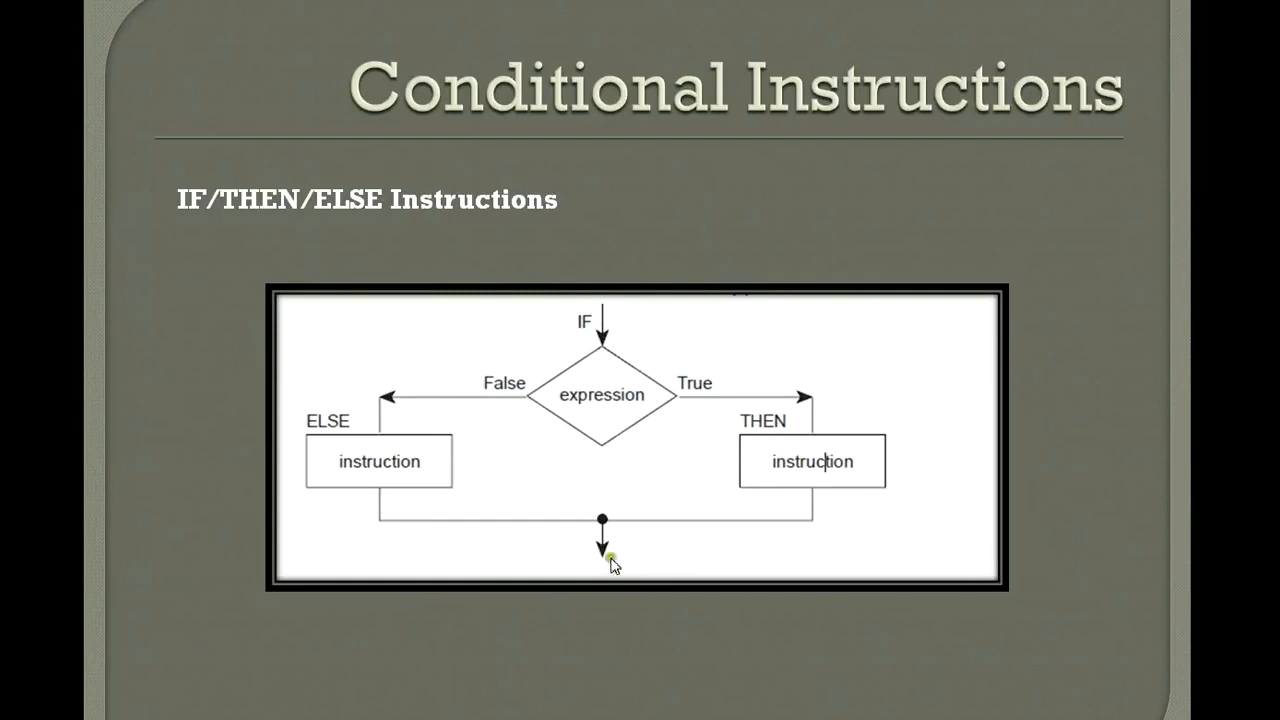 Conditional Instructions
IF/THEN/ELSE Instructions
IF
False
expression
True
ELSE
THEN
instruction
instruction